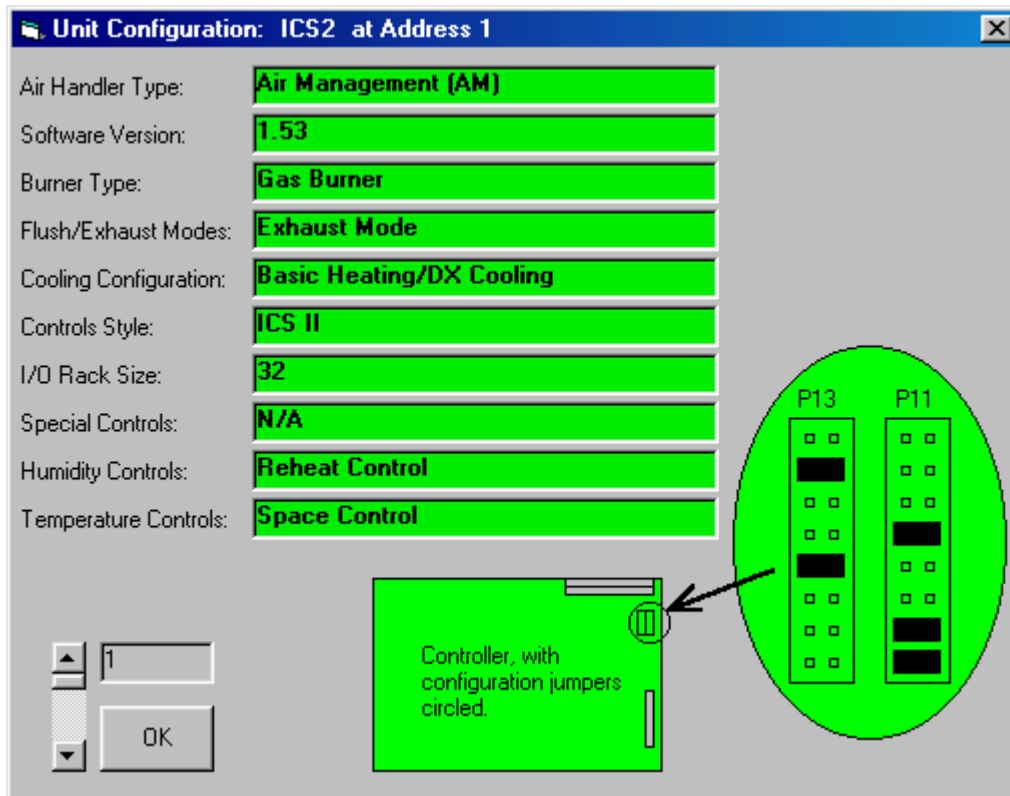 Unit Configuration: ICS2 at Address 1
Air Handler Type: Air Management (AM)
Software Version: 1.53
Burner Type: Gas Burner
Flush/Exhaust Modes: Exhaust Mode
Cooling Configuration: Basic Heating/DX Cooling
Controls Style: ICS II
I/O Rack Size: 32
Special Controls: N/A
Humidity Controls: Reheat Control
Temperature Controls: Space Control
P13 P11
Controller, with
configuration jumpers
circled.
1
OK